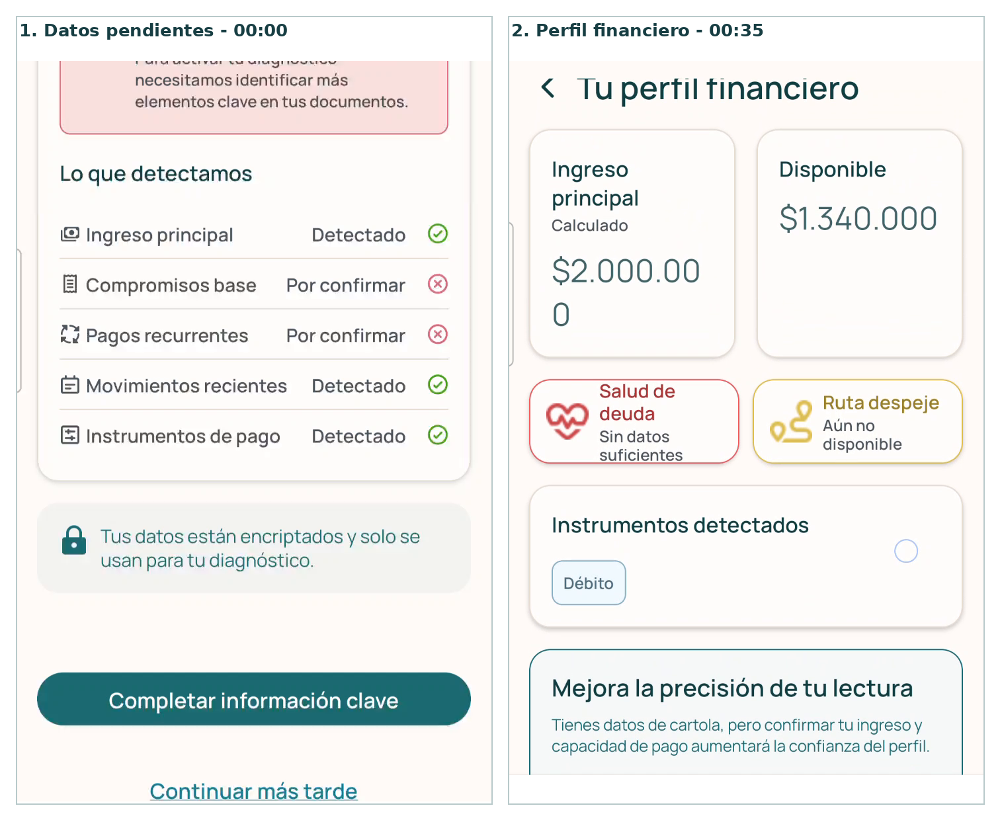 1. Datos pendientes - 00:00
Para activar tu diagnóstico
necesitamos identificar más
elementos clave en tus documentos.
Lo que detectamos
Ingreso principal Detectado
Compromisos base Por confirmar
Pagos recurrentes Por confirmar
Movimientos recientes Detectado
Instrumentos de pago Detectado
Tus datos están encriptados y solo se
usan para tu diagnóstico.
Completar información clave
Continuar más tarde
2. Perfil financiero - 00:35
Tu perfil financiero
Ingreso
principal
Calculado
$2.000.00
0
Disponible
$1.340.000
Salud de
deuda
Sin datos
suficientes
Ruta despeje
Aún no
disponible
Instrumentos detectados
Débito
Mejora la precisión de tu lectura
Tienes datos de cartola, pero confirmar tu ingreso y
capacidad de pago aumentará la confianza del perfil.